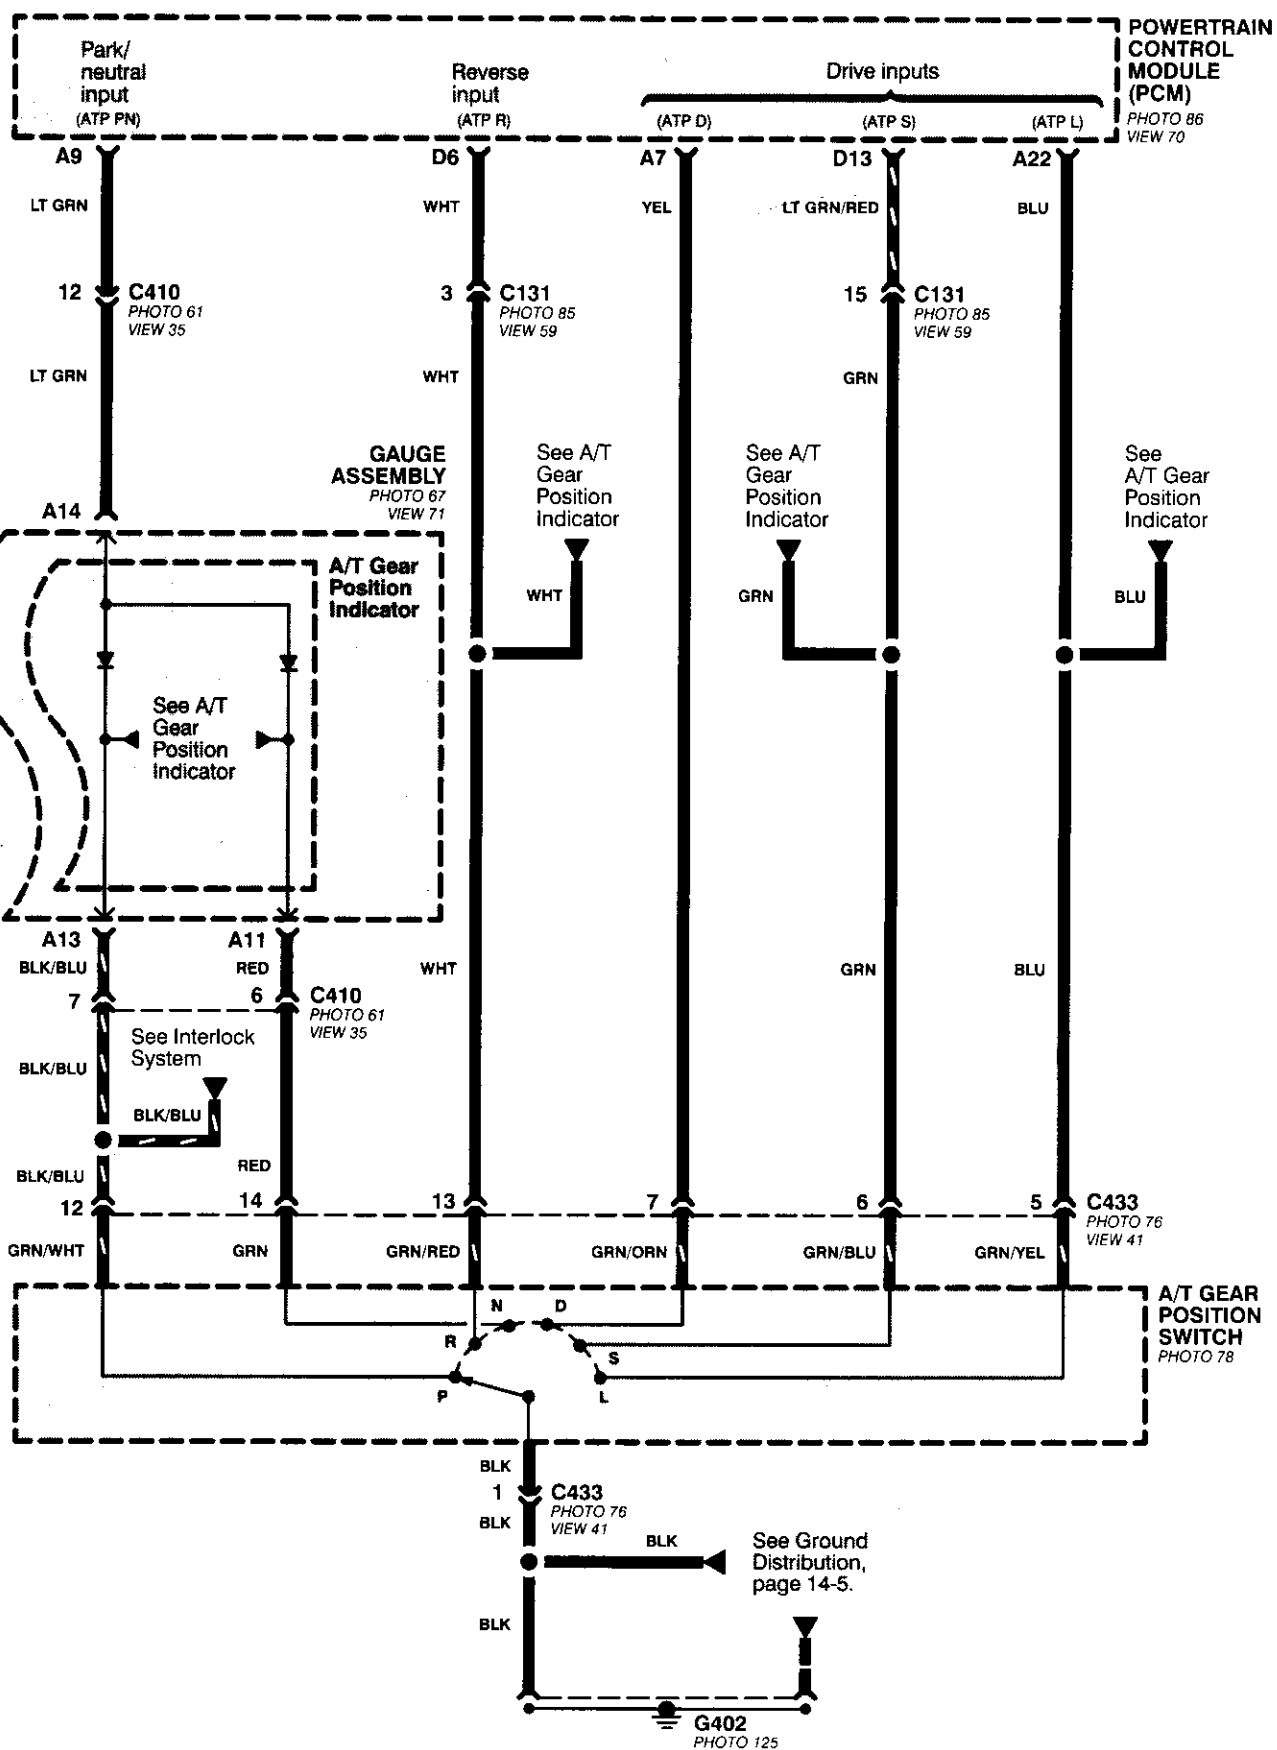 POWERTRAIN
CONTROL
MODULE
(PCM)
PHOTO 86
VIEW 70
Park/
neutral
input
(ATP PN)
Reverse
input
(ATP R)
Drive inputs
(ATP D)
(ATP S)
(ATP L)
A9
D6
A7
D13
A22
LT GRN
WHT
YEL
LT GRN/RED
BLU
12
C410
PHOTO 61
VIEW 35
3
C131
PHOTO 85
VIEW 59
15
C131
PHOTO 85
VIEW 59
LT GRN
WHT
GRN
GAUGE
ASSEMBLY
PHOTO 67
VIEW 71
See A/T
Gear
Position
Indicator
See A/T
Gear
Position
Indicator
See
A/T Gear
Position
Indicator
A14
A/T Gear
Position
Indicator
WHT
GRN
BLU
See A/T
Gear
Position
Indicator
A13
A11
BLK/BLU
RED
WHT
GRN
BLU
7
6
C410
PHOTO 61
VIEW 35
See Interlock
System
BLK/BLU
BLK/BLU
BLK/BLU
RED
12
14
13
7
6
5
C433
PHOTO 76
VIEW 41
GRN/WHT
GRN
GRN/RED
GRN/ORN
GRN/BLU
GRN/YEL
A/T GEAR
POSITION
SWITCH
PHOTO 78
N
D
R
S
P
L
BLK
1
C433
PHOTO 76
VIEW 41
BLK
BLK
See Ground
Distribution,
page 14-5.
BLK
G402
PHOTO 125